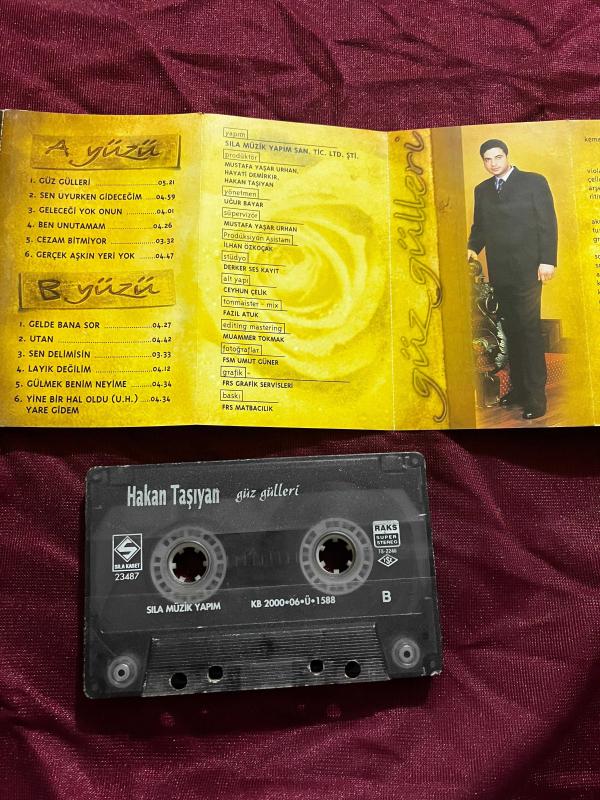 A yüzü
1. GÜZ GÜLLERİ ............................05.21
2. SEN UYURKEN GİDECEĞİM ....04.59
3. GELECEĞİ YOK ONUN .............04.01
4. BEN UNUTAMAM .....................04.26
5. CEZAM BİTMİYOR ...................03.32
6. GERÇEK AŞKIN YERİ YOK .......04.47
B yüzü
1. GELDE BANA SOR .....................04.27
2. UTAN ........................................04.42
3. SEN DELİMİSİN .........................03.33
4. LAYIK DEĞİLİM .........................04.12
5. GÜLMEK BENİM NEYİME .........04.34
6. YİNE BİR HAL OLDU (U.H.) ....04.34
YARE GİDEM
yapım
SILA MÜZİK YAPIM SAN. TİC. LTD. ŞTİ.
prodüktör
MUSTAFA YAŞAR URHAN,
HAYATİ DEMİRKIR,
HAKAN TAŞIYAN
yönetmen
UĞUR BAYAR
süpervizör
MUSTAFA YAŞAR URHAN
Prodüksiyon Asistanı
İLHAN ÖZKOÇAK
stüdyo
DERKER SES KAYIT
alt yapı
CEYHUN ÇELİK
tonmaister - mix
FAZIL ATUK
editing mastering
MUAMMER TOKMAK
fotoğraflar
FSM UMUT GÜNER
grafik -
FRS GRAFİK SERVİSLERİ
baskı
FRS MATBACILIK
güz gülleri
Hakan Taşıyan güz gülleri
SILA KASET
23487
RAKS
SUPER
STEREO
SILA MÜZİK YAPIM KB 2000•06•Ü•1588 B